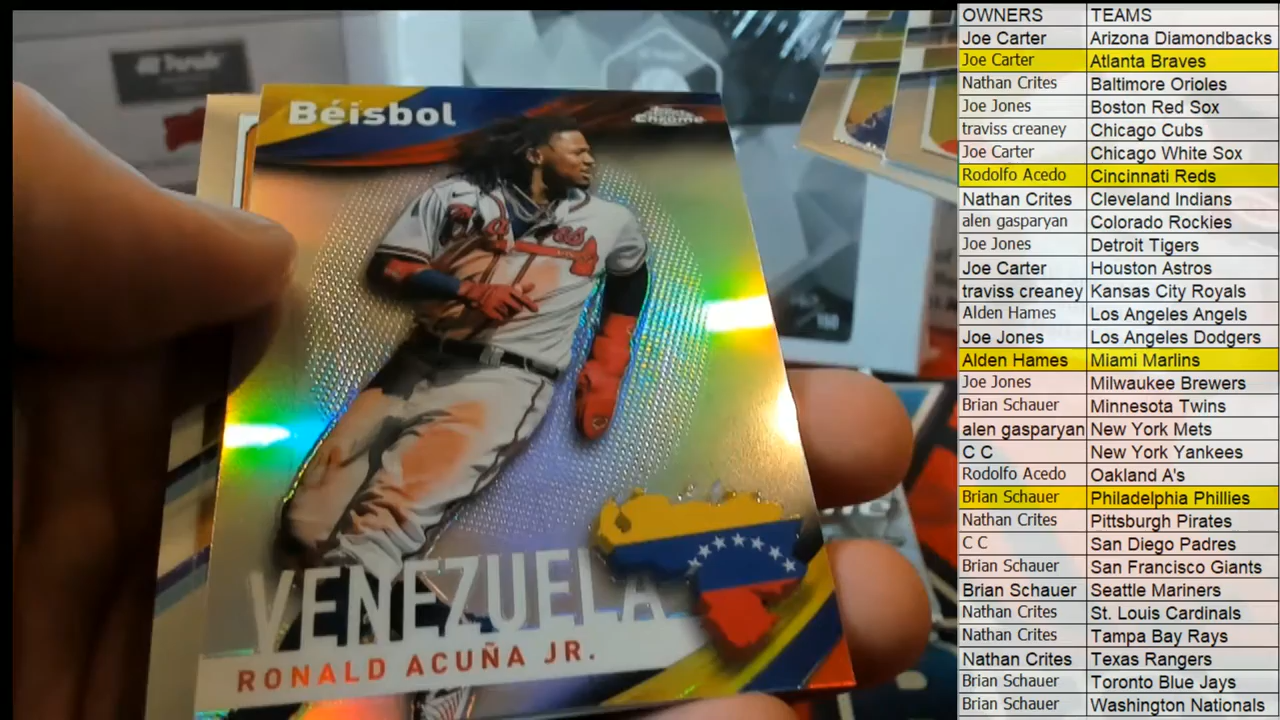 Béisbol
Topps
Chrome
Braves
VENEZUELA
RONALD ACUÑA JR.
OWNERS TEAMS
Joe Carter Arizona Diamondbacks
Joe Carter Atlanta Braves
Nathan Crites Baltimore Orioles
Joe Jones Boston Red Sox
traviss creaney Chicago Cubs
Joe Carter Chicago White Sox
Rodolfo Acedo Cincinnati Reds
Nathan Crites Cleveland Indians
alen gasparyan Colorado Rockies
Joe Jones Detroit Tigers
Joe Carter Houston Astros
traviss creaney Kansas City Royals
Alden Hames Los Angeles Angels
Joe Jones Los Angeles Dodgers
Alden Hames Miami Marlins
Joe Jones Milwaukee Brewers
Brian Schauer Minnesota Twins
alen gasparyan New York Mets
C C New York Yankees
Rodolfo Acedo Oakland A's
Brian Schauer Philadelphia Phillies
Nathan Crites Pittsburgh Pirates
C C San Diego Padres
Brian Schauer San Francisco Giants
Brian Schauer Seattle Mariners
Nathan Crites St. Louis Cardinals
Nathan Crites Tampa Bay Rays
Nathan Crites Texas Rangers
Brian Schauer Toronto Blue Jays
Brian Schauer Washington Nationals